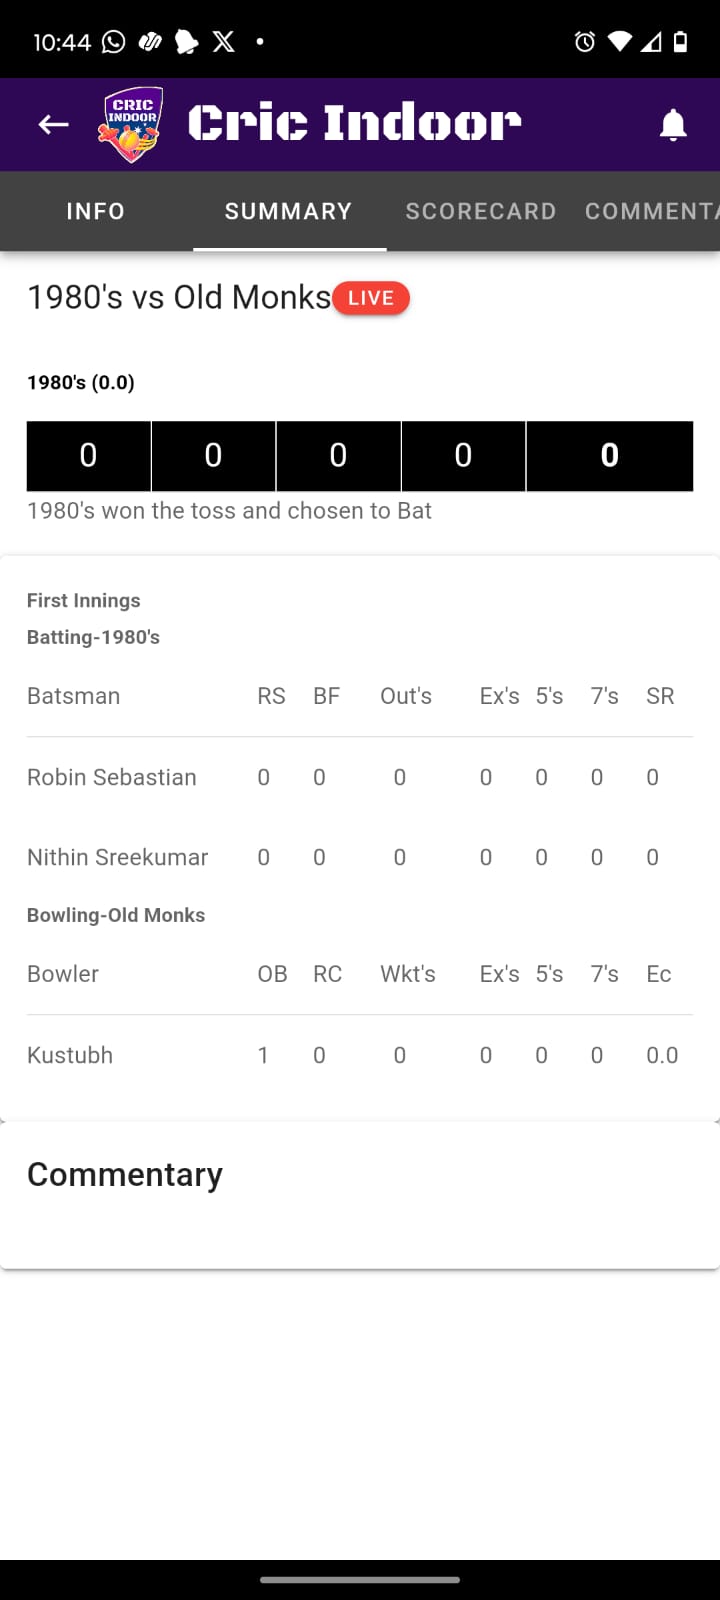 10:44
CRIC INDOOR Cric Indoor
INFO SUMMARY SCORECARD COMMENTA
1980's vs Old Monks LIVE
1980's (0.0)
0 0 0 0 0
1980's won the toss and chosen to Bat
First Innings
Batting-1980's
Batsman RS BF Out's Ex's 5's 7's SR
Robin Sebastian 0 0 0 0 0 0 0
Nithin Sreekumar 0 0 0 0 0 0 0
Bowling-Old Monks
Bowler OB RC Wkt's Ex's 5's 7's Ec
Kustubh 1 0 0 0 0 0 0.0
Commentary